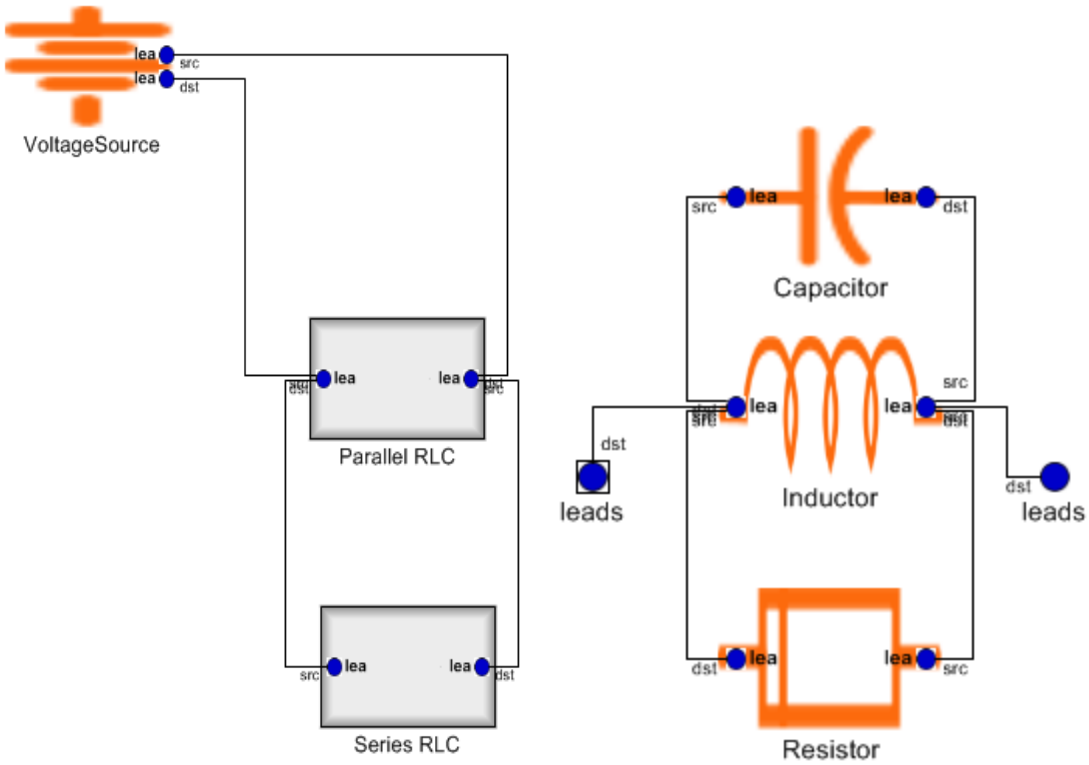 lea
src
lea
dst
VoltageSource
lea lea
dst src
Parallel RLC
lea lea
src dst
Series RLC
lea lea
src dst
Capacitor
src
lea lea
src dst
dst dst
leads leads
Inductor
lea lea
dst src
Resistor